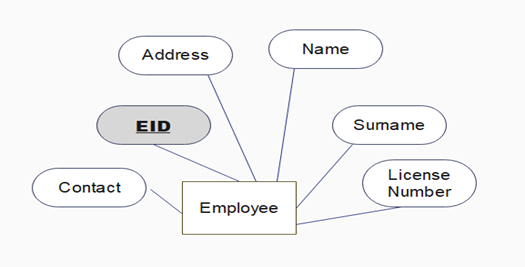 Address
Name
EID
Surname
Contact
Employee
License
Number